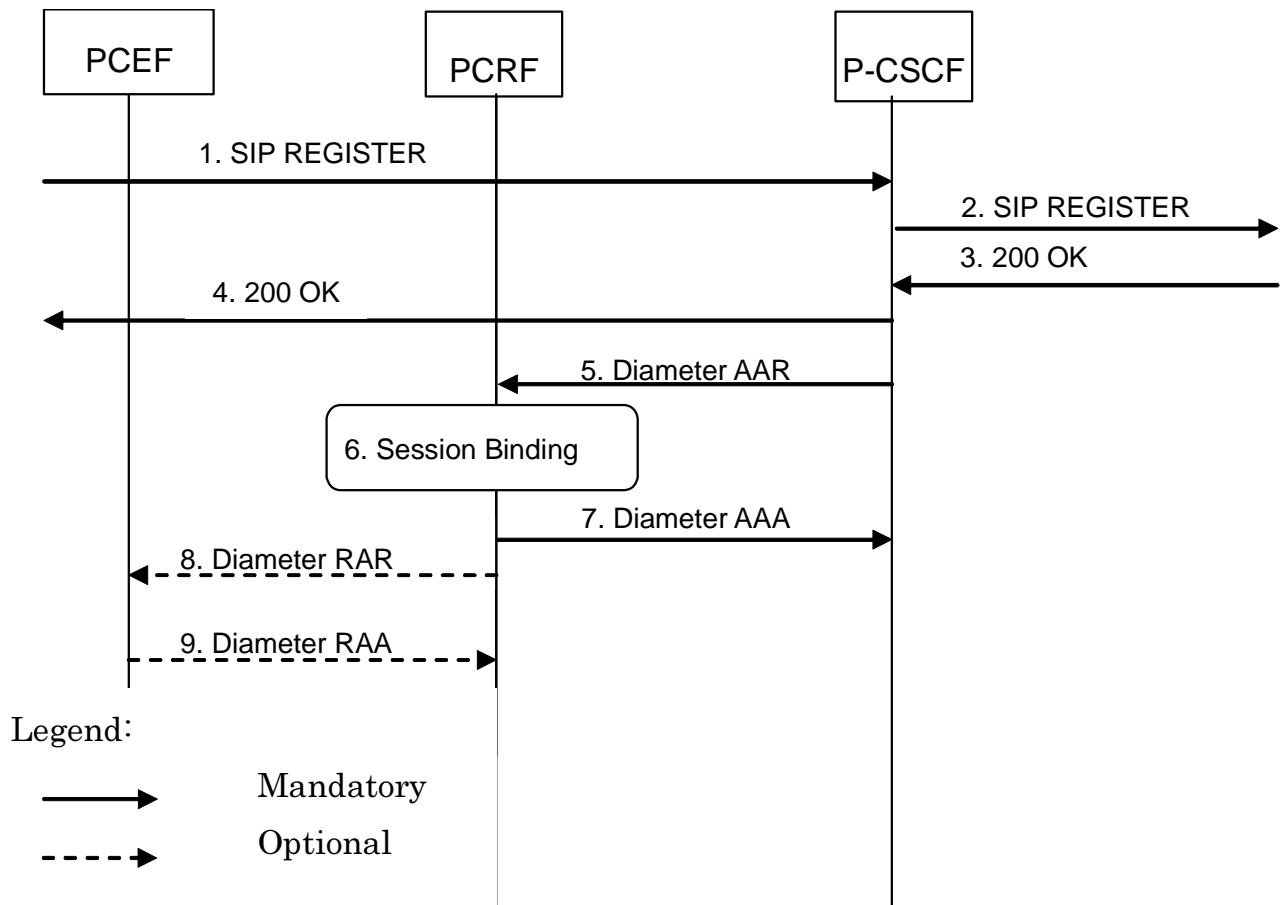 PCEF
PCRF
P-CSCF
1. SIP REGISTER
2. SIP REGISTER
3. 200 OK
4. 200 OK
5. Diameter AAR
6. Session Binding
7. Diameter AAA
8. Diameter RAR
9. Diameter RAA
Legend:
Mandatory
Optional